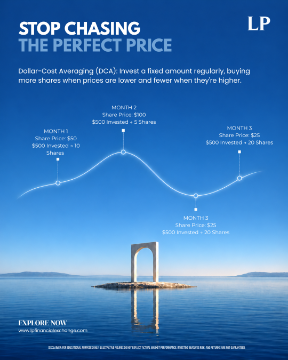 STOP CHASING
THE PERFECT PRICE
LP
Dollar-Cost Averaging (DCA): Invest a fixed amount regularly, buying
more shares when prices are lower and fewer when they're higher.
MONTH 2
Share Price: $100
$500 Invested = 5 Shares
MONTH 1
Share Price: $50
$500 Invested = 10
Shares
MONTH 3
Share Price: $25
$500 Invested = 20 Shares
MONTH 3
Share Price: $25
$500 Invested = 20 Shares
EXPLORE NOW
www.lpfinancialexchange.com